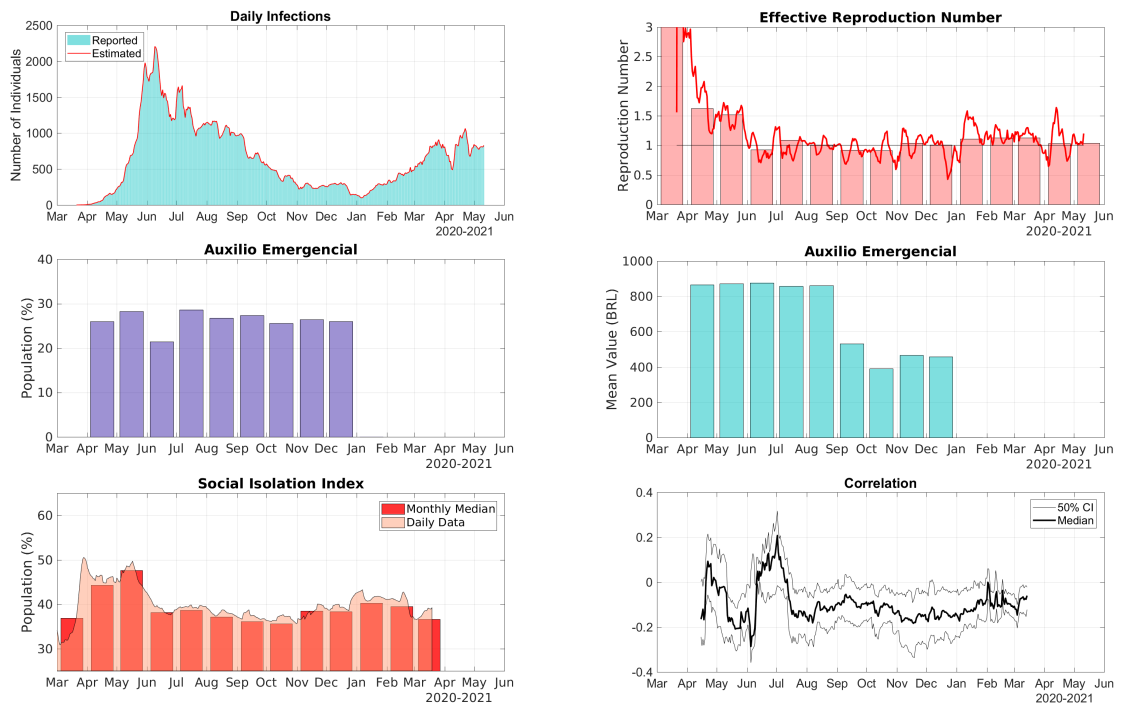 Daily Infections
Number of Individuals
2500
2000
1500
1000
500
0
Reported
Estimated
Mar Apr May Jun Jul Aug Sep Oct Nov Dec Jan Feb Mar Apr May Jun
2020-2021
Effective Reproduction Number
Reproduction Number
3
2.5
2
1.5
1
0.5
0
Mar Apr May Jun Jul Aug Sep Oct Nov Dec Jan Feb Mar Apr May Jun
2020-2021
Auxilio Emergencial
Population (%)
40
30
20
10
0
Mar Apr May Jun Jul Aug Sep Oct Nov Dec Jan Feb Mar Apr May Jun
2020-2021
Auxilio Emergencial
Mean Value (BRL)
1000
800
600
400
200
0
Mar Apr May Jun Jul Aug Sep Oct Nov Dec Jan Feb Mar Apr May Jun
2020-2021
Social Isolation Index
Population (%)
60
50
40
30
Monthly Median
Daily Data
Mar Apr May Jun Jul Aug Sep Oct Nov Dec Jan Feb Mar Apr May Jun
2020-2021
Correlation
0.4
0.2
0
-0.2
-0.4
50% CI
Median
Mar Apr May Jun Jul Aug Sep Oct Nov Dec Jan Feb Mar Apr May Jun
2020-2021